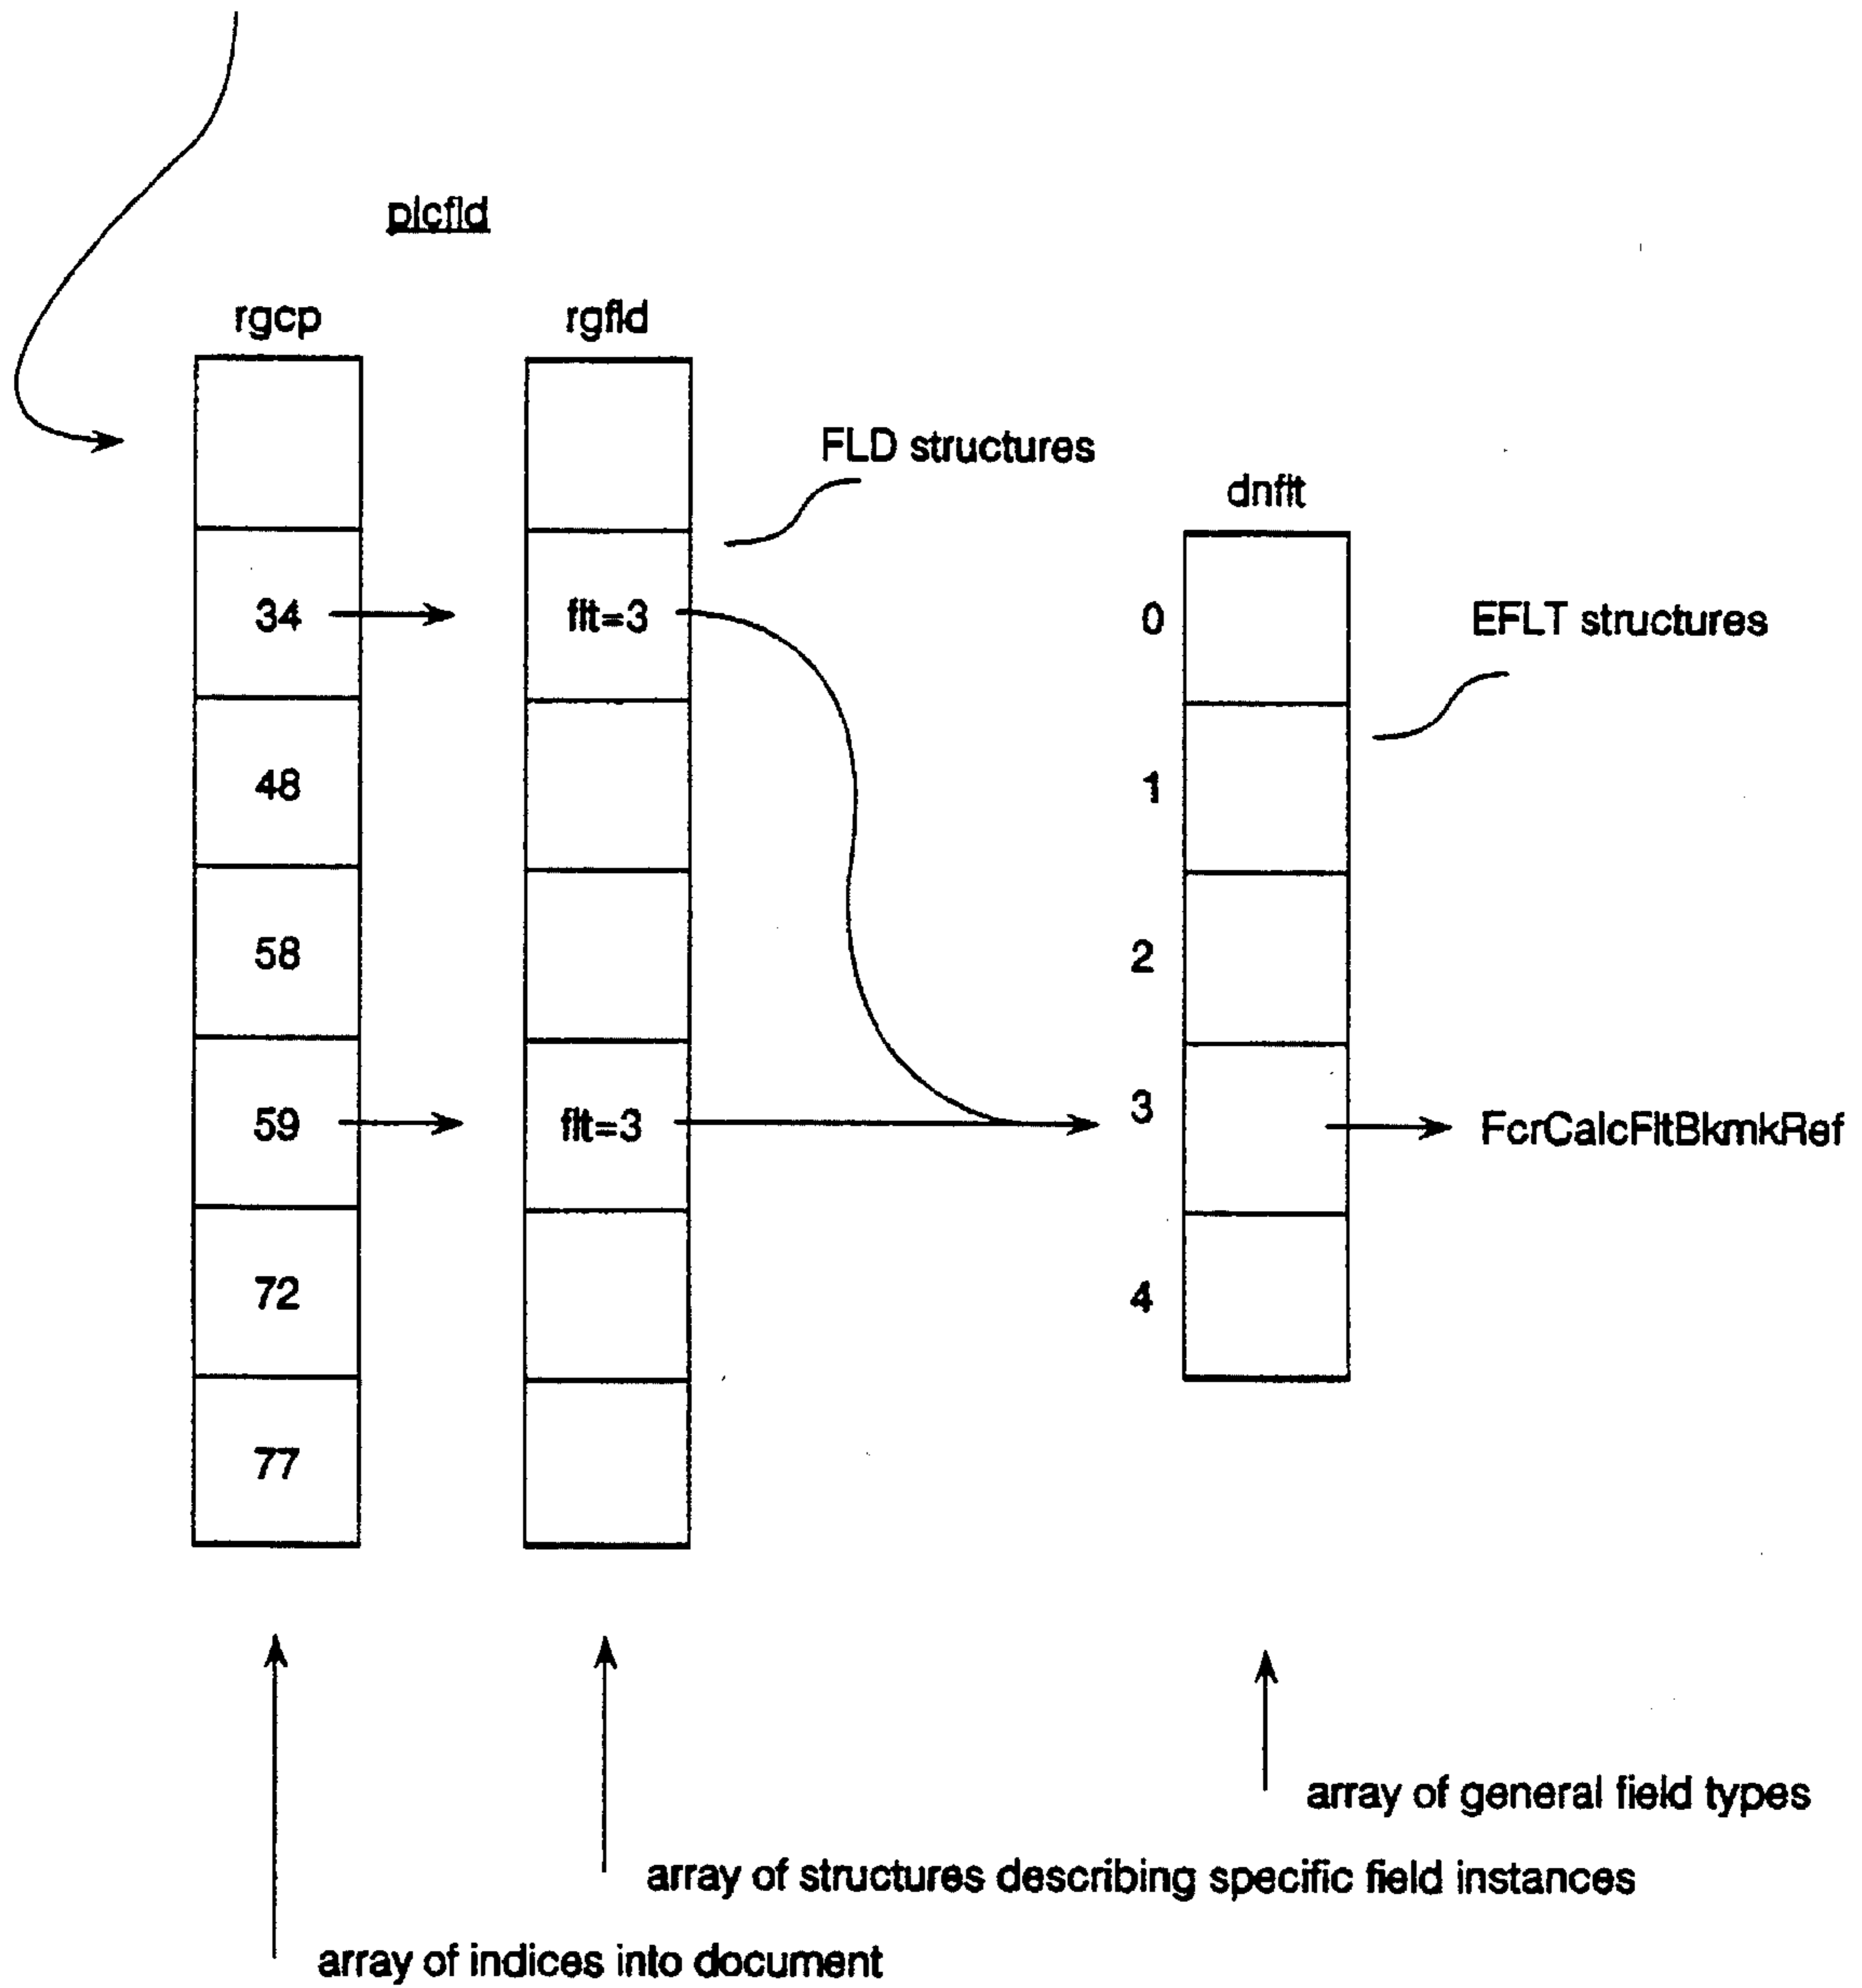 plcfld
rgcp
rgfld
FLD structures
dnflt
34
flt=3
0
EFLT structures
48
1
58
2
59
flt=3
3
FcrCalcFltBkmkRef
72
4
77
array of general field types
array of structures describing specific field instances
array of indices into document